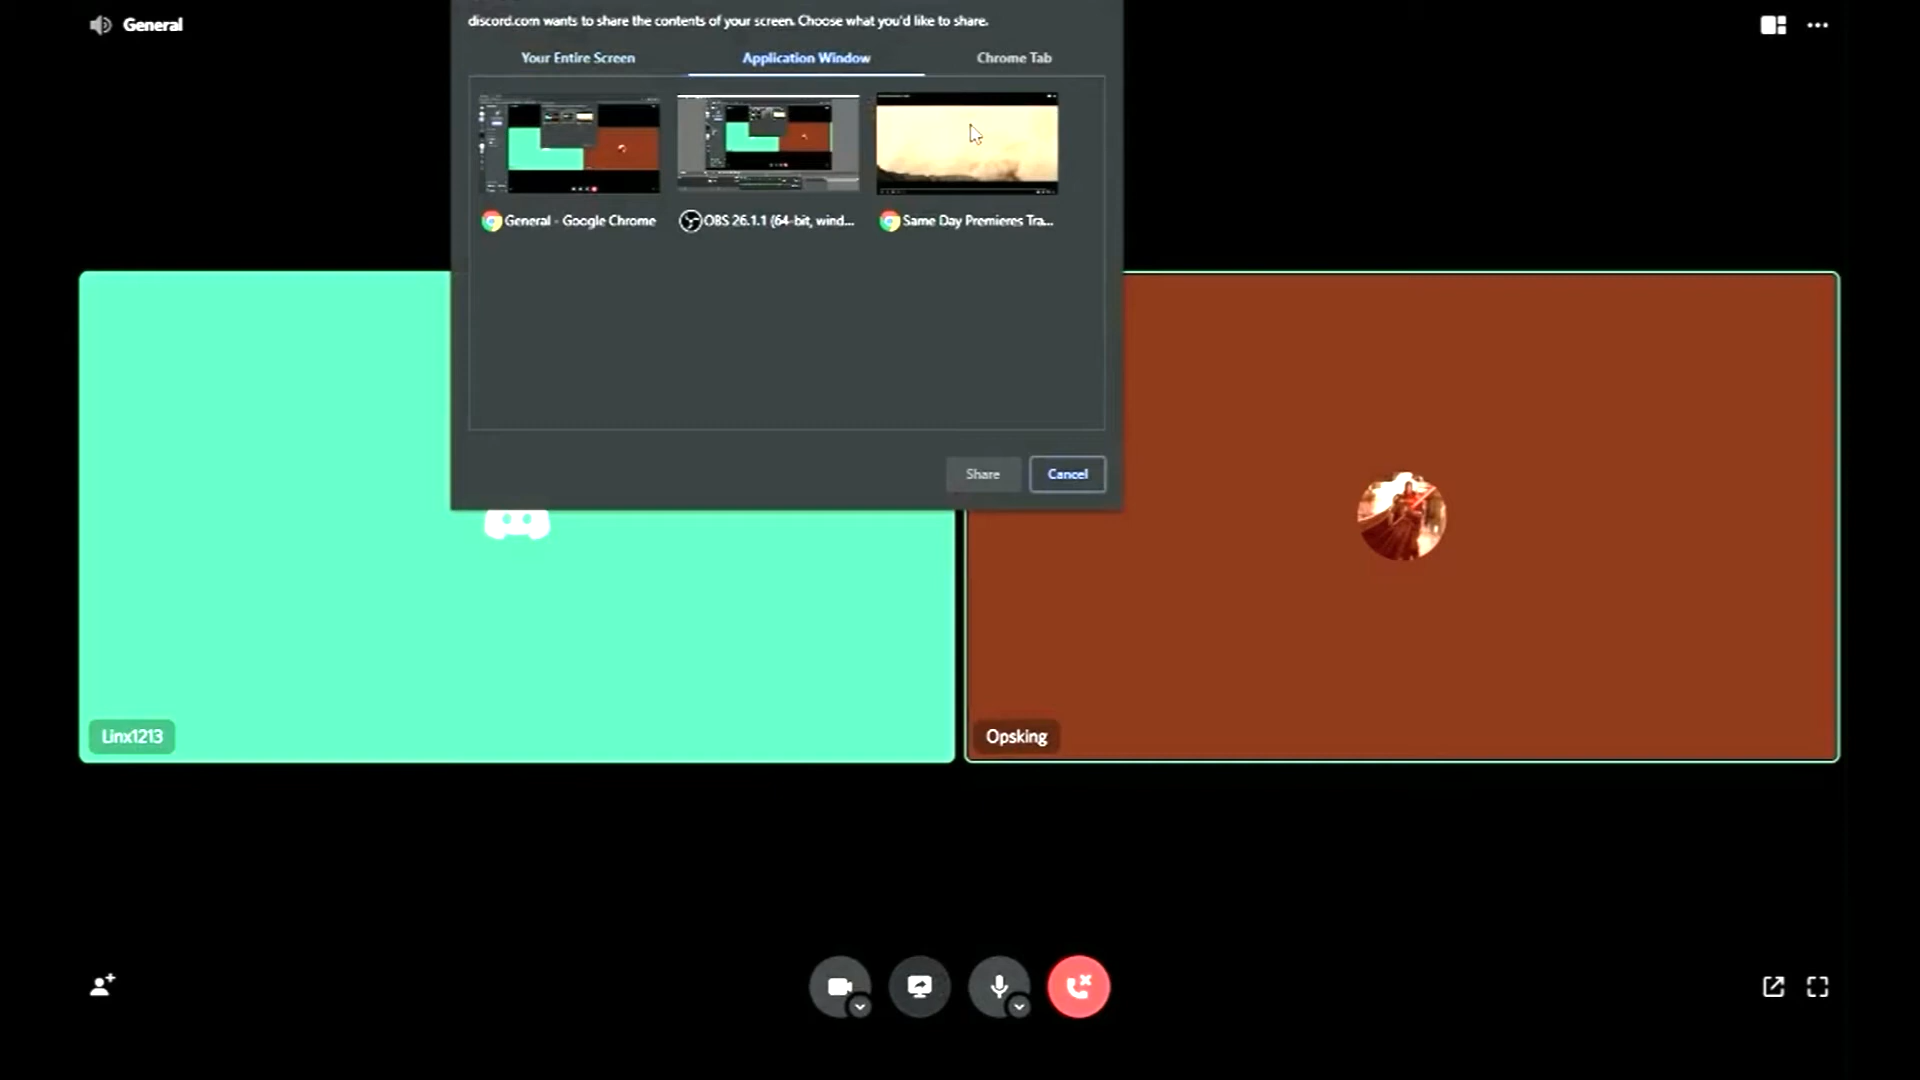 General
discord.com wants to share the contents of your screen. Choose what you'd like to share.
Your Entire Screen
Application Window
Chrome Tab
General - Google Chrome
OBS 26.1.1 (64-bit, wind...
Same Day Premieres Tra...
Share
Cancel
Linx1213
Opsking